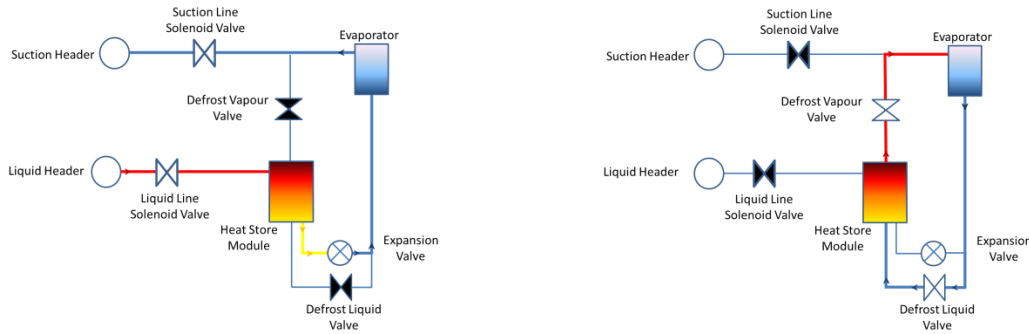 Suction Line
Solenoid Valve
Evaporator
Suction Header
Defrost Vapour
Valve
Liquid Header
Liquid Line
Solenoid Valve
Heat Store
Module
Expansion
Valve
Defrost Liquid
Valve
Suction Line
Solenoid Valve
Evaporator
Suction Header
Defrost Vapour
Valve
Liquid Header
Liquid Line
Solenoid Valve
Heat Store
Module
Expansion
Valve
Defrost Liquid
Valve